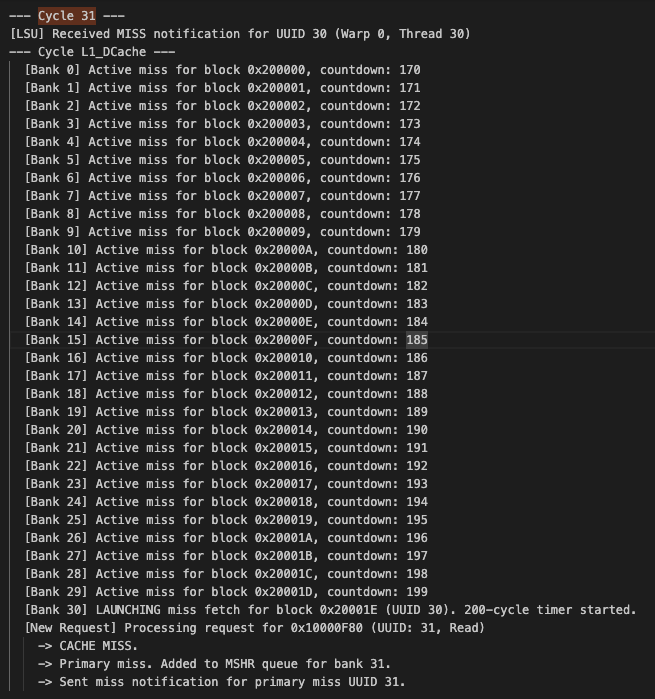 --- Cycle 31 ---
[LSU] Received MISS notification for UUID 30 (Warp 0, Thread 30)
--- Cycle L1_DCache ---
[Bank 0] Active miss for block 0x200000, countdown: 170
[Bank 1] Active miss for block 0x200001, countdown: 171
[Bank 2] Active miss for block 0x200002, countdown: 172
[Bank 3] Active miss for block 0x200003, countdown: 173
[Bank 4] Active miss for block 0x200004, countdown: 174
[Bank 5] Active miss for block 0x200005, countdown: 175
[Bank 6] Active miss for block 0x200006, countdown: 176
[Bank 7] Active miss for block 0x200007, countdown: 177
[Bank 8] Active miss for block 0x200008, countdown: 178
[Bank 9] Active miss for block 0x200009, countdown: 179
[Bank 10] Active miss for block 0x20000A, countdown: 180
[Bank 11] Active miss for block 0x20000B, countdown: 181
[Bank 12] Active miss for block 0x20000C, countdown: 182
[Bank 13] Active miss for block 0x20000D, countdown: 183
[Bank 14] Active miss for block 0x20000E, countdown: 184
[Bank 15] Active miss for block 0x20000F, countdown: 185
[Bank 16] Active miss for block 0x200010, countdown: 186
[Bank 17] Active miss for block 0x200011, countdown: 187
[Bank 18] Active miss for block 0x200012, countdown: 188
[Bank 19] Active miss for block 0x200013, countdown: 189
[Bank 20] Active miss for block 0x200014, countdown: 190
[Bank 21] Active miss for block 0x200015, countdown: 191
[Bank 22] Active miss for block 0x200016, countdown: 192
[Bank 23] Active miss for block 0x200017, countdown: 193
[Bank 24] Active miss for block 0x200018, countdown: 194
[Bank 25] Active miss for block 0x200019, countdown: 195
[Bank 26] Active miss for block 0x20001A, countdown: 196
[Bank 27] Active miss for block 0x20001B, countdown: 197
[Bank 28] Active miss for block 0x20001C, countdown: 198
[Bank 29] Active miss for block 0x20001D, countdown: 199
[Bank 30] LAUNCHING miss fetch for block 0x20001E (UUID 30). 200-cycle timer started.
[New Request] Processing request for 0x10000F80 (UUID: 31, Read)
-> CACHE MISS.
-> Primary miss. Added to MSHR queue for bank 31.
-> Sent miss notification for primary miss UUID 31.